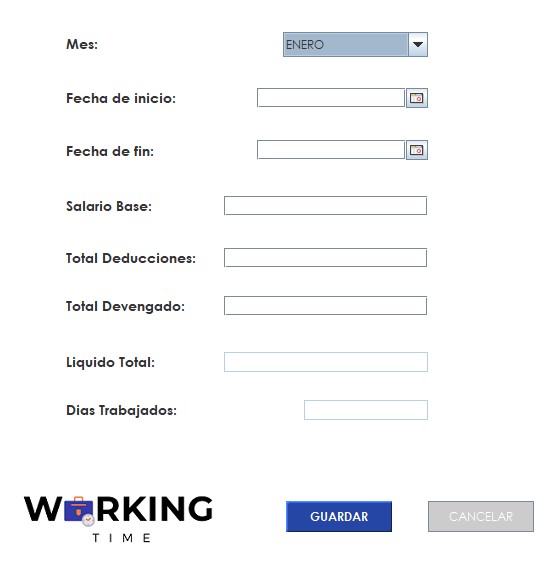 Mes:
ENERO
Fecha de inicio:
Fecha de fin:
Salario Base:
Total Deducciones:
Total Devengado:
Liquido Total:
Dias Trabajados:
WORKING
TIME
GUARDAR
CANCELAR